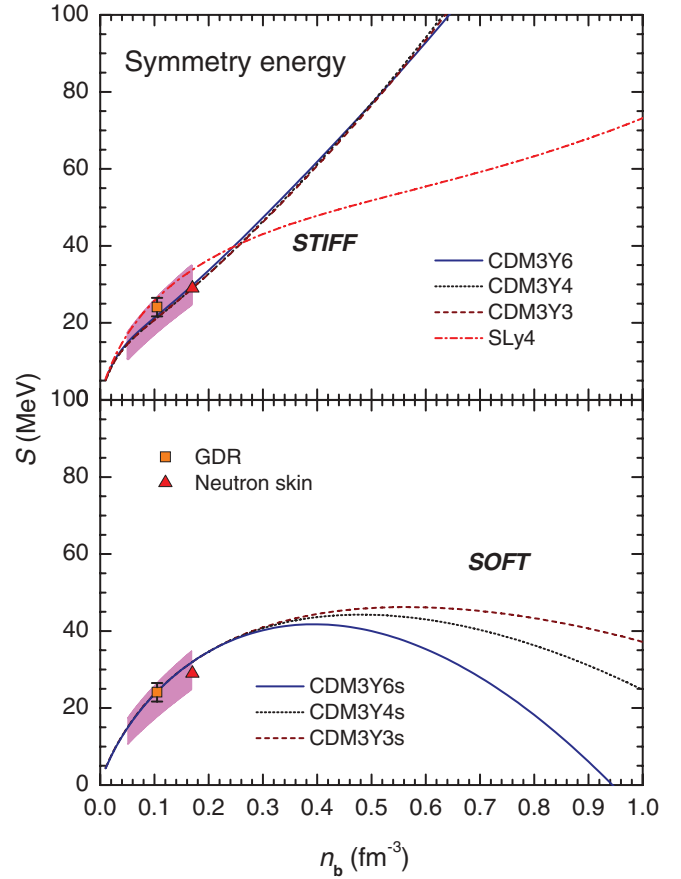 100
Symmetry energy
80
60
40
STIFF
CDM3Y6
CDM3Y4
CDM3Y3
SLy4
20
0
S (MeV)
100
GDR
Neutron skin
80
60
SOFT
40
CDM3Y6s
CDM3Y4s
CDM3Y3s
20
0
0.0 0.1 0.2 0.3 0.4 0.5 0.6 0.7 0.8 0.9 1.0
n_b (fm⁻³)